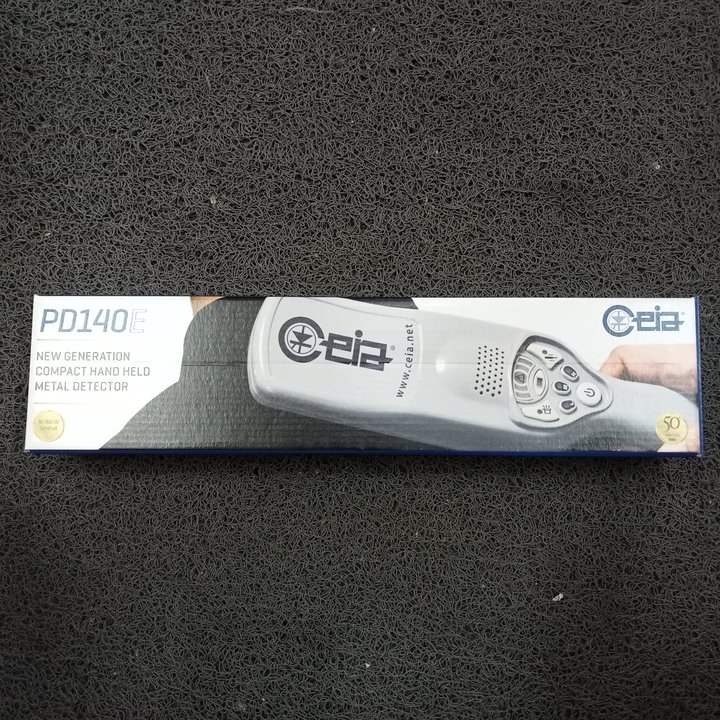 PD140E
NEW GENERATION
COMPACT HAND HELD
METAL DETECTOR
Ceia®
www.ceia.net
Ceia
50